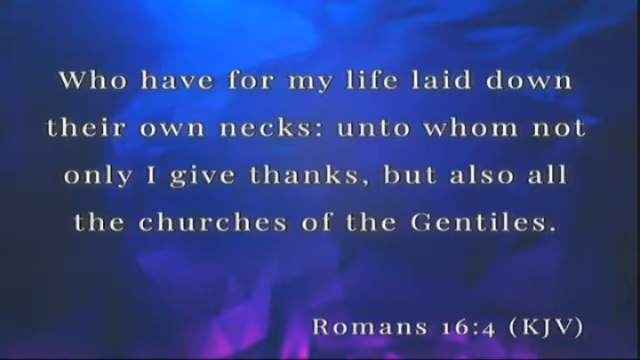 Who have for my life laid down
their own necks: unto whom not
only I give thanks, but also all
the churches of the Gentiles.
Romans 16:4 (KJV)